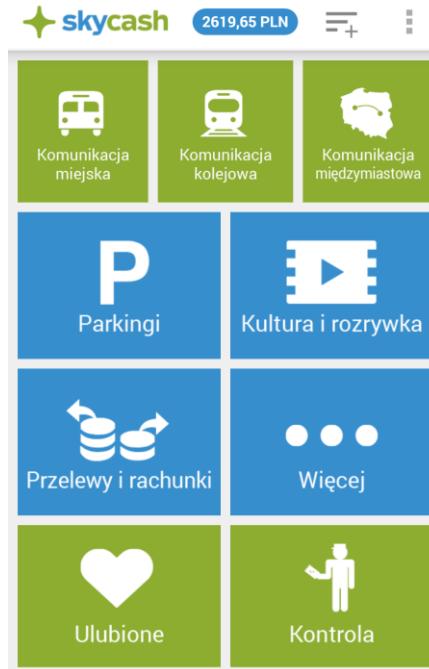 skycash 2619,65 PLN
Komunikacja
miejska
Komunikacja
kolejowa
Komunikacja
międzymiastowa
P
Parkingi
Kultura i rozrywka
Przelewy i rachunki
Więcej
Ulubione
Kontrola